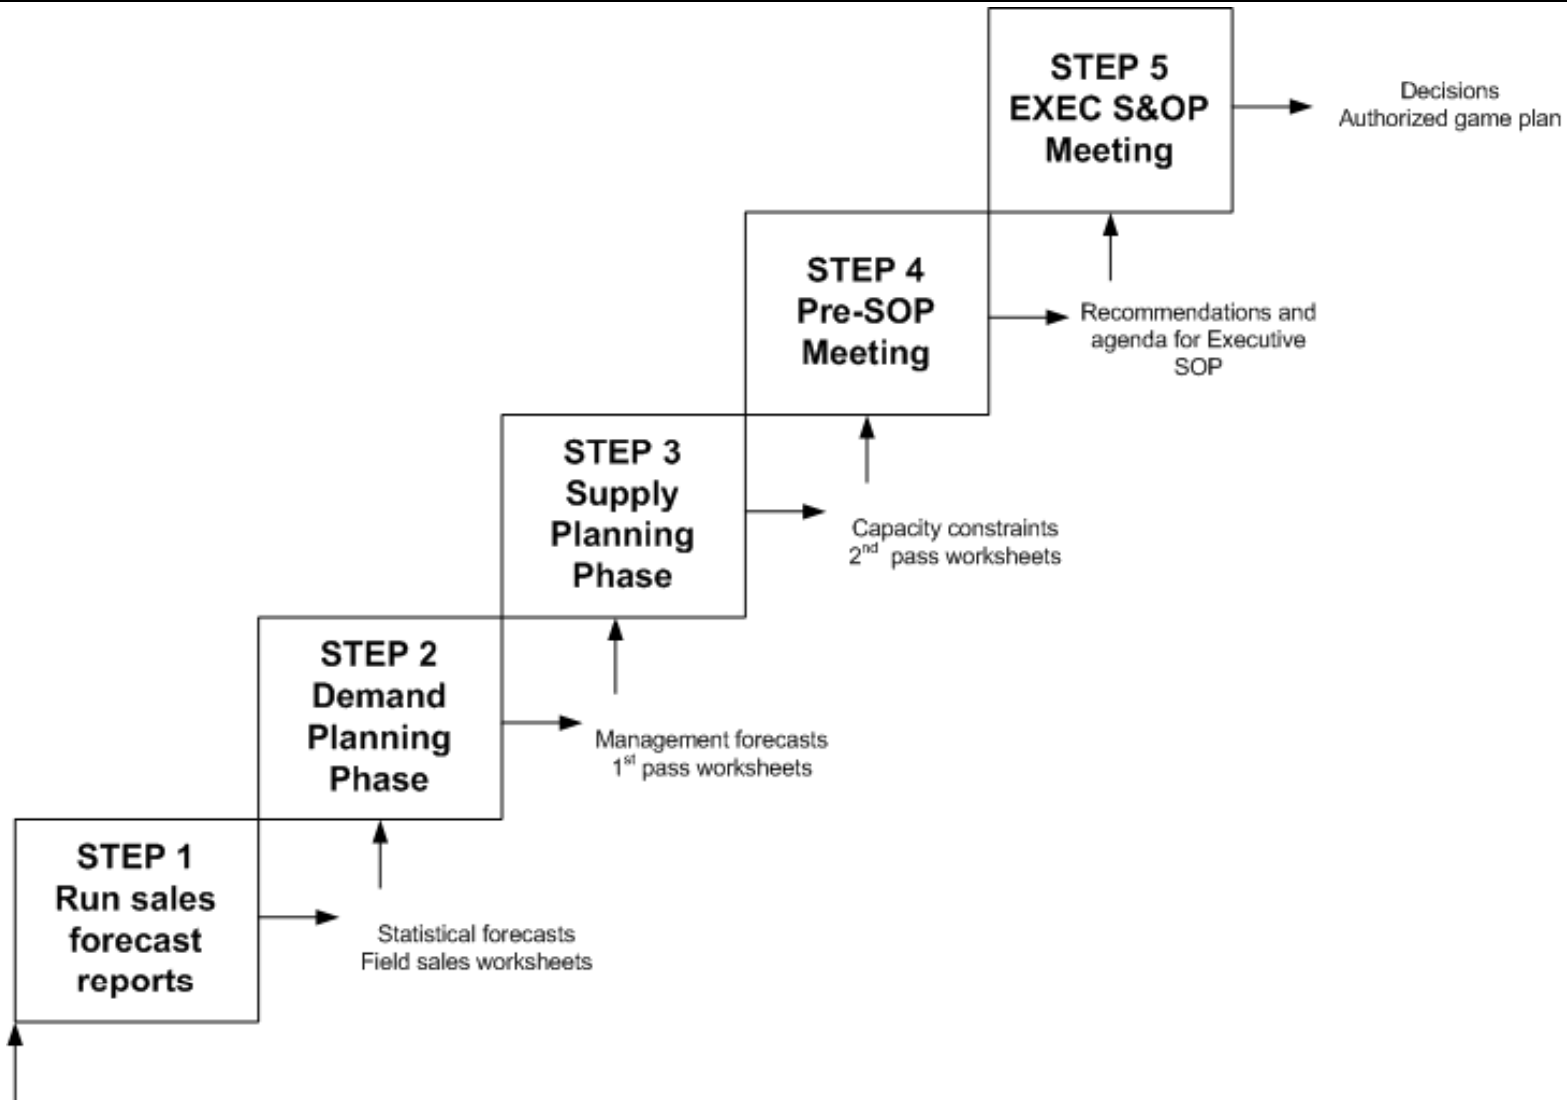 STEP 5
EXEC S&OP
Meeting
Decisions
Authorized game plan
STEP 4
Pre-SOP
Meeting
Recommendations and
agenda for Executive
SOP
STEP 3
Supply
Planning
Phase
Capacity constraints
2nd pass worksheets
STEP 2
Demand
Planning
Phase
Management forecasts
1st pass worksheets
STEP 1
Run sales
forecast
reports
Statistical forecasts
Field sales worksheets